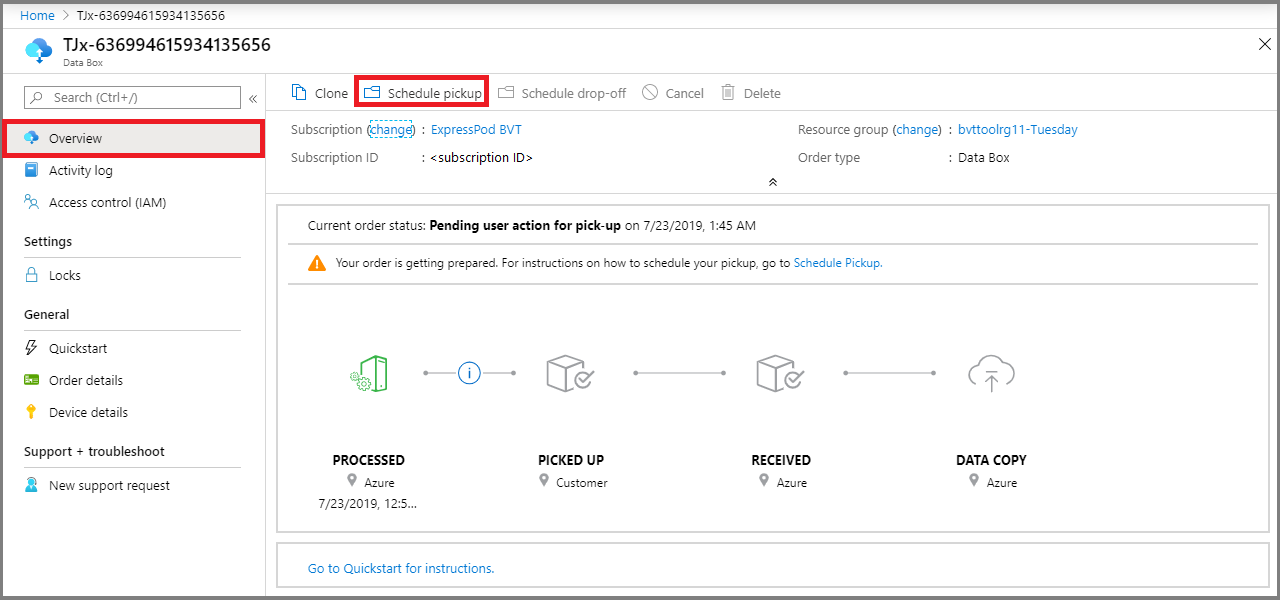 Home > TJx-636994615934135656
TJx-636994615934135656
Data Box
Search (Ctrl+/)
«
Overview
Activity log
Access control (IAM)
Settings
Locks
General
Quickstart
Order details
Device details
Support + troubleshoot
New support request
Clone Schedule pickup Schedule drop-off Cancel Delete
Subscription (change) : ExpressPod BVT
Subscription ID : <subscription ID>
Resource group (change) : bvttoolrg11-Tuesday
Order type : Data Box
Current order status: Pending user action for pick-up on 7/23/2019, 1:45 AM
Your order is getting prepared. For instructions on how to schedule your pickup, go to Schedule Pickup.
i
PROCESSED
Azure
7/23/2019, 12:5...
PICKED UP
Customer
RECEIVED
Azure
DATA COPY
Azure
Go to Quickstart for instructions.